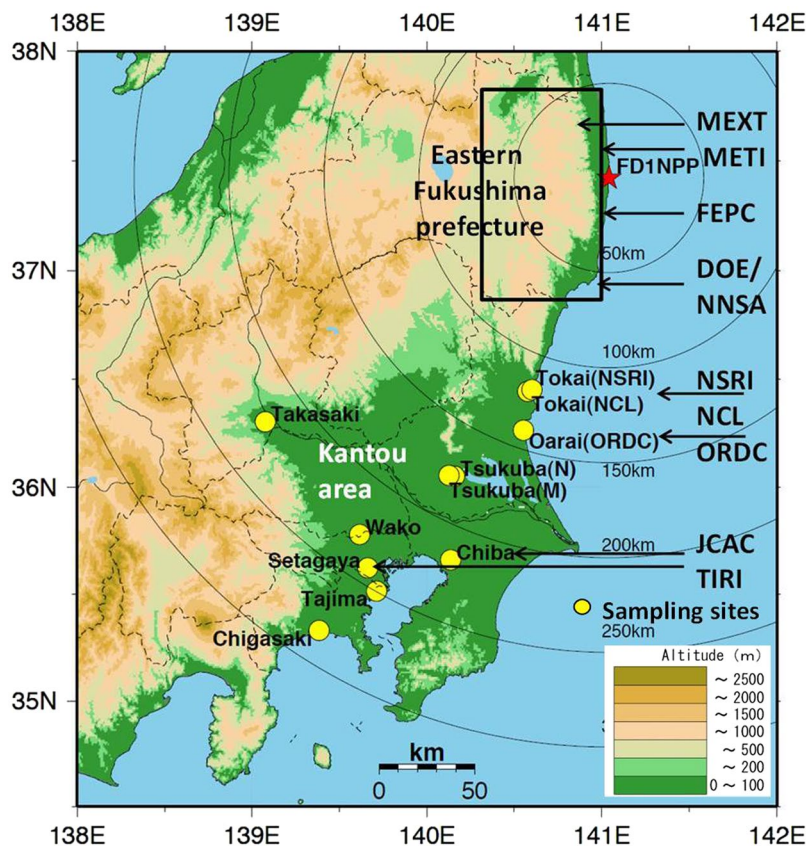 138E 139E 140E 141E 142E
38N
MEXT
METI
Eastern
Fukushima
prefecture
FD1NPP
FEPC
37N
50km
DOE/
NNSA
100km
Tokai(NSRI)
NSRI
Tokai(NCL)
NCL
Takasaki
Oarai(ORDC)
ORDC
Kantou
area
Tsukuba(N)
150km
36N
Tsukuba(M)
Wako
200km
JCAC
Chiba
Setagaya
TIRI
Tajima
Sampling sites
Chigasaki
250km
Altitude (m)
~ 2500
~ 2000
~ 1500
~ 1000
~ 500
~ 200
0 ~ 100
35N
km
0 50
138E 139E 140E 141E 142E